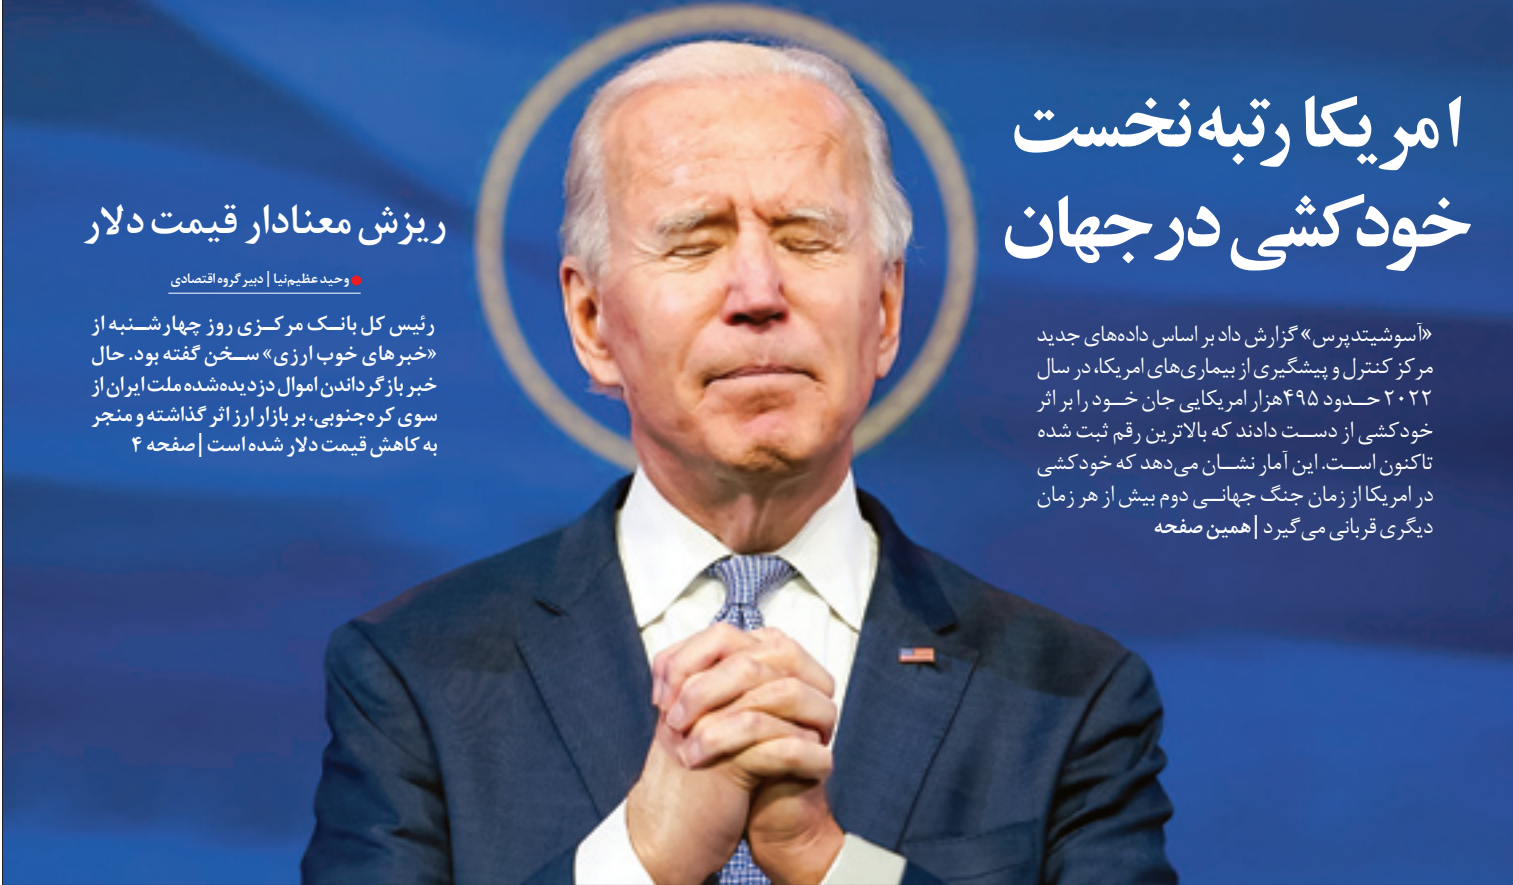 امریکا رتبه نخست
خودکشی در جهان
«آسوشیتدپرس» گزارش داد بر اساس داده‌های جدید
مرکز کنترل و پیشگیری از بیماری‌های امریکا، در سال
۲۰۲۲ حدود ۴۹۵هزار امریکایی جان خود را بر اثر
خودکشی از دست دادند که بالاترین رقم ثبت شده
تاکنون است. این آمار نشان می‌دهد که خودکشی
در امریکا از زمان جنگ جهانی دوم بیش از هر زمان
دیگری قربانی می‌گیرد | همین صفحه
ریزش معنادار قیمت دلار
وحید عظیم‌نیا | دبیر گروه اقتصادی
رئیس کل بانک مرکزی روز چهارشنبه از
«خبرهای خوب ارزی» سخن گفته بود. حال
خبر بازگرداندن اموال دزدیده‌شده ملت ایران از
سوی کره‌جنوبی، بر بازار ارز اثر گذاشته و منجر
به کاهش قیمت دلار شده است | صفحه ۴